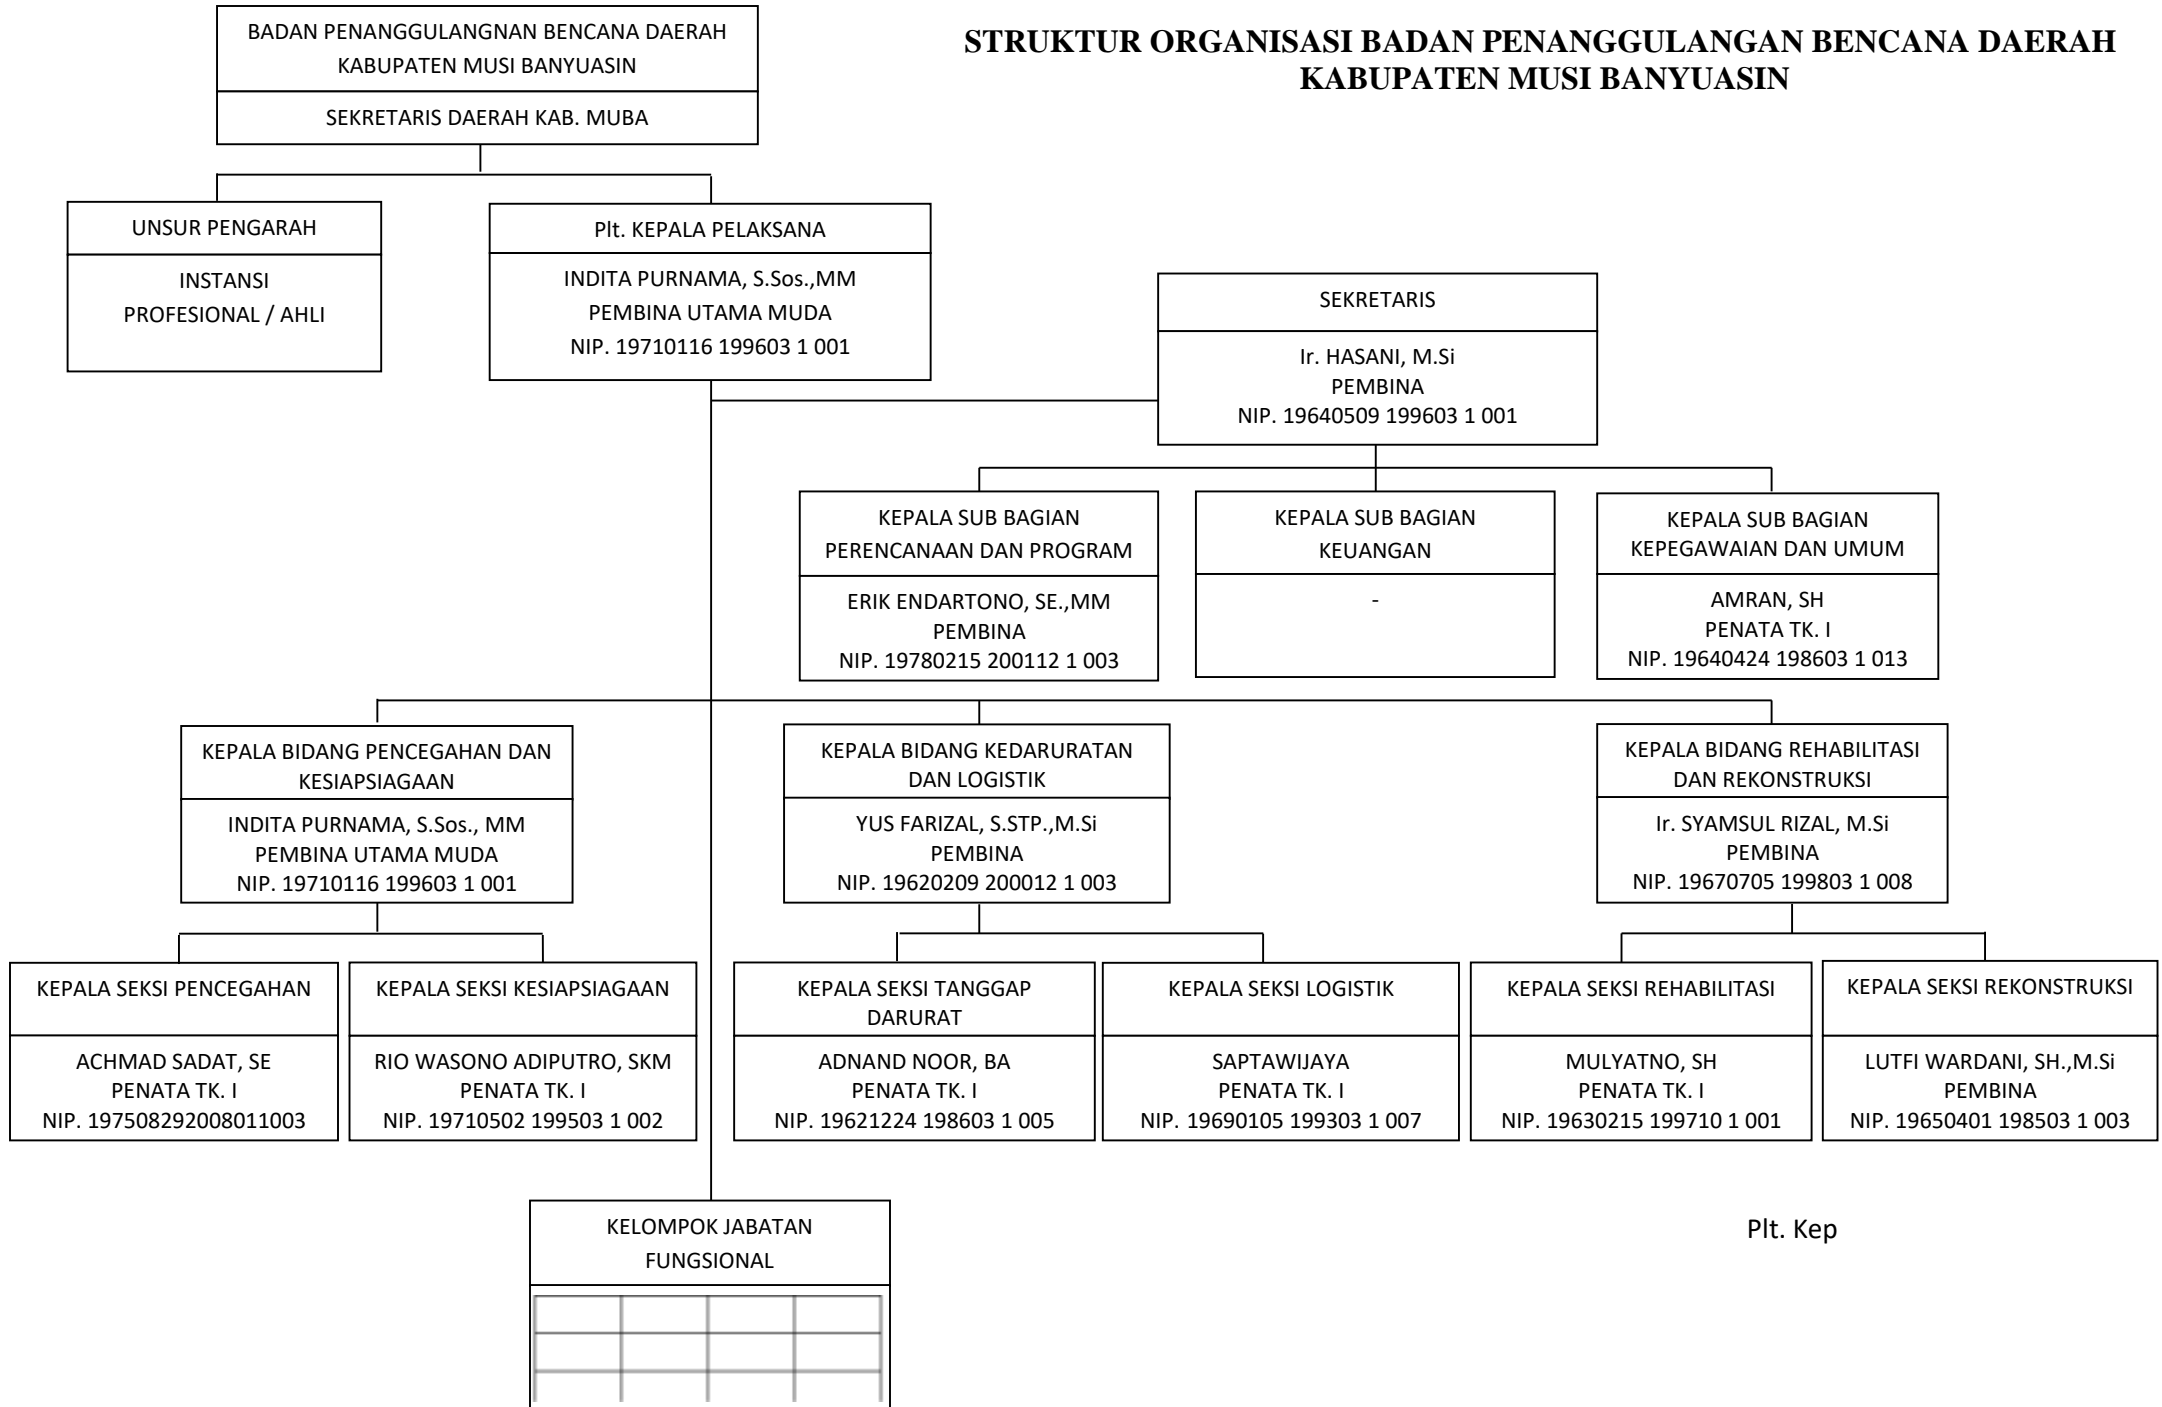 STRUKTUR ORGANISASI BADAN PENANGGULANGAN BENCANA DAERAH
KABUPATEN MUSI BANYUASIN
BADAN PENANGGULANGNAN BENCANA DAERAH
KABUPATEN MUSI BANYUASIN
SEKRETARIS DAERAH KAB. MUBA
UNSUR PENGARAH
INSTANSI
PROFESIONAL / AHLI
Plt. KEPALA PELAKSANA
INDITA PURNAMA, S.Sos.,MM
PEMBINA UTAMA MUDA
NIP. 19710116 199603 1 001
SEKRETARIS
Ir. HASANI, M.Si
PEMBINA
NIP. 19640509 199603 1 001
KEPALA SUB BAGIAN
PERENCANAAN DAN PROGRAM
ERIK ENDARTONO, SE.,MM
PEMBINA
NIP. 19780215 200112 1 003
KEPALA SUB BAGIAN
KEUANGAN
-
KEPALA SUB BAGIAN
KEPEGAWAIAN DAN UMUM
AMRAN, SH
PENATA TK. I
NIP. 19640424 198603 1 013
KEPALA BIDANG PENCEGAHAN DAN
KESIAPSIAGAAN
INDITA PURNAMA, S.Sos., MM
PEMBINA UTAMA MUDA
NIP. 19710116 199603 1 001
KEPALA BIDANG KEDARURATAN
DAN LOGISTIK
YUS FARIZAL, S.STP.,M.Si
PEMBINA
NIP. 19620209 200012 1 003
KEPALA BIDANG REHABILITASI
DAN REKONSTRUKSI
Ir. SYAMSUL RIZAL, M.Si
PEMBINA
NIP. 19670705 199803 1 008
KEPALA SEKSI PENCEGAHAN
ACHMAD SADAT, SE
PENATA TK. I
NIP. 197508292008011003
KEPALA SEKSI KESIAPSIAGAAN
RIO WASONO ADIPUTRO, SKM
PENATA TK. I
NIP. 19710502 199503 1 002
KEPALA SEKSI TANGGAP
DARURAT
ADNAND NOOR, BA
PENATA TK. I
NIP. 19621224 198603 1 005
KEPALA SEKSI LOGISTIK
SAPTAWIJAYA
PENATA TK. I
NIP. 19690105 199303 1 007
KEPALA SEKSI REHABILITASI
MULYATNO, SH
PENATA TK. I
NIP. 19630215 199710 1 001
KEPALA SEKSI REKONSTRUKSI
LUTFI WARDANI, SH.,M.Si
PEMBINA
NIP. 19650401 198503 1 003
KELOMPOK JABATAN
FUNGSIONAL
Plt. Kep